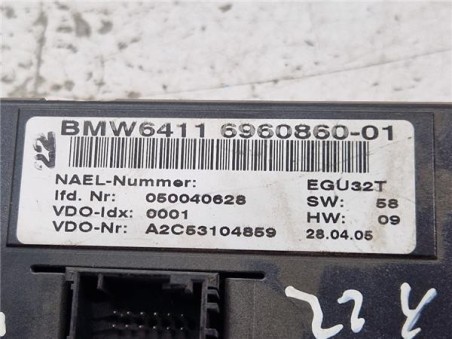 22
BMW6411 6960860-01
NAEL-Nummer: EGU32T
lfd. Nr: 050040628 SW: 58
VDO-Idx: 0001 HW: 09
VDO-Nr: A2C53104859 28.04.05